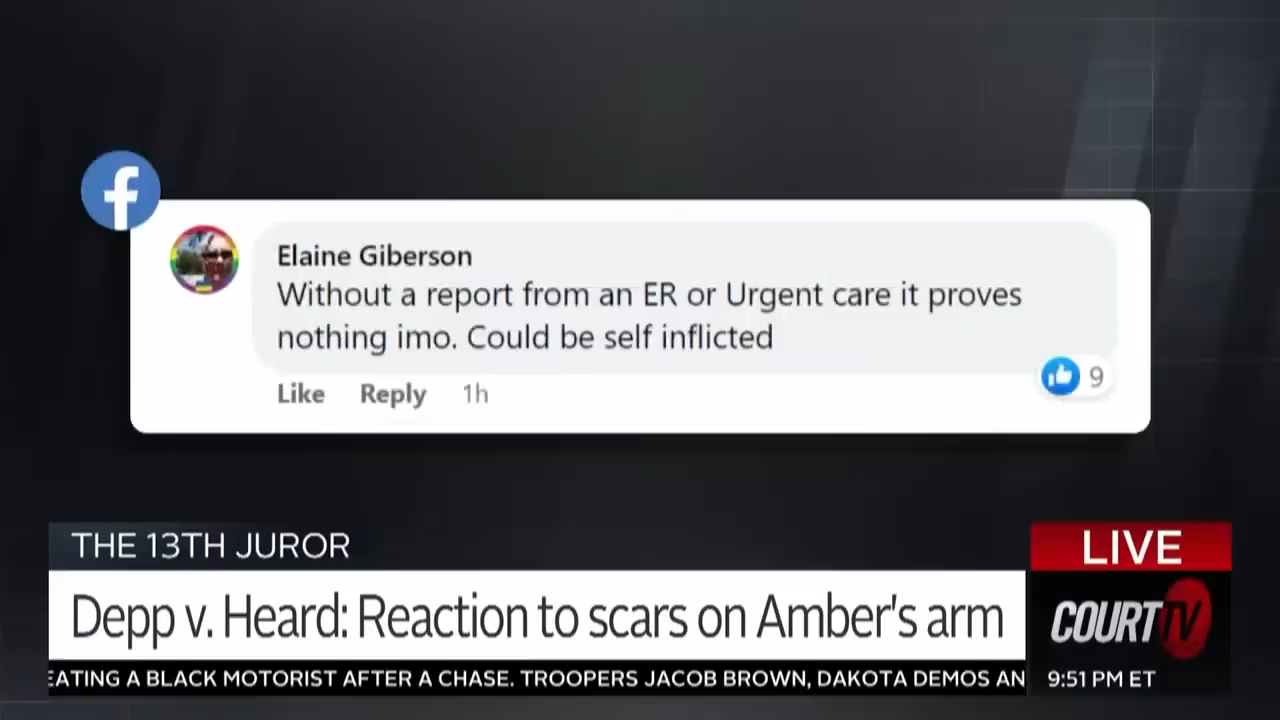 f
Elaine Giberson
Without a report from an ER or Urgent care it proves
nothing imo. Could be self inflicted
Like Reply 1h
9
THE 13TH JUROR
LIVE
Depp v. Heard: Reaction to scars on Amber's arm
COURT TV
EATING A BLACK MOTORIST AFTER A CHASE. TROOPERS JACOB BROWN, DAKOTA DEMOS AN
9:51 PM ET